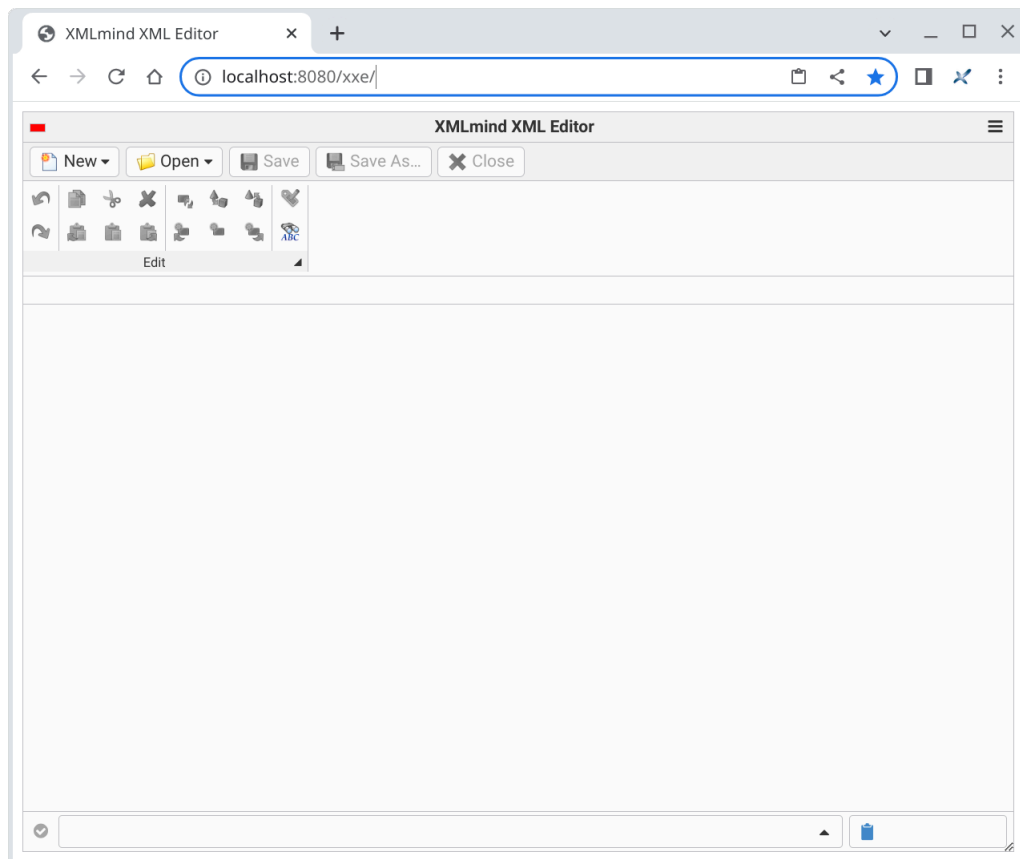 XMLmind XML Editor
localhost:8080/xxe/
XMLmind XML Editor
New Open Save Save As... Close
ABC
Edit